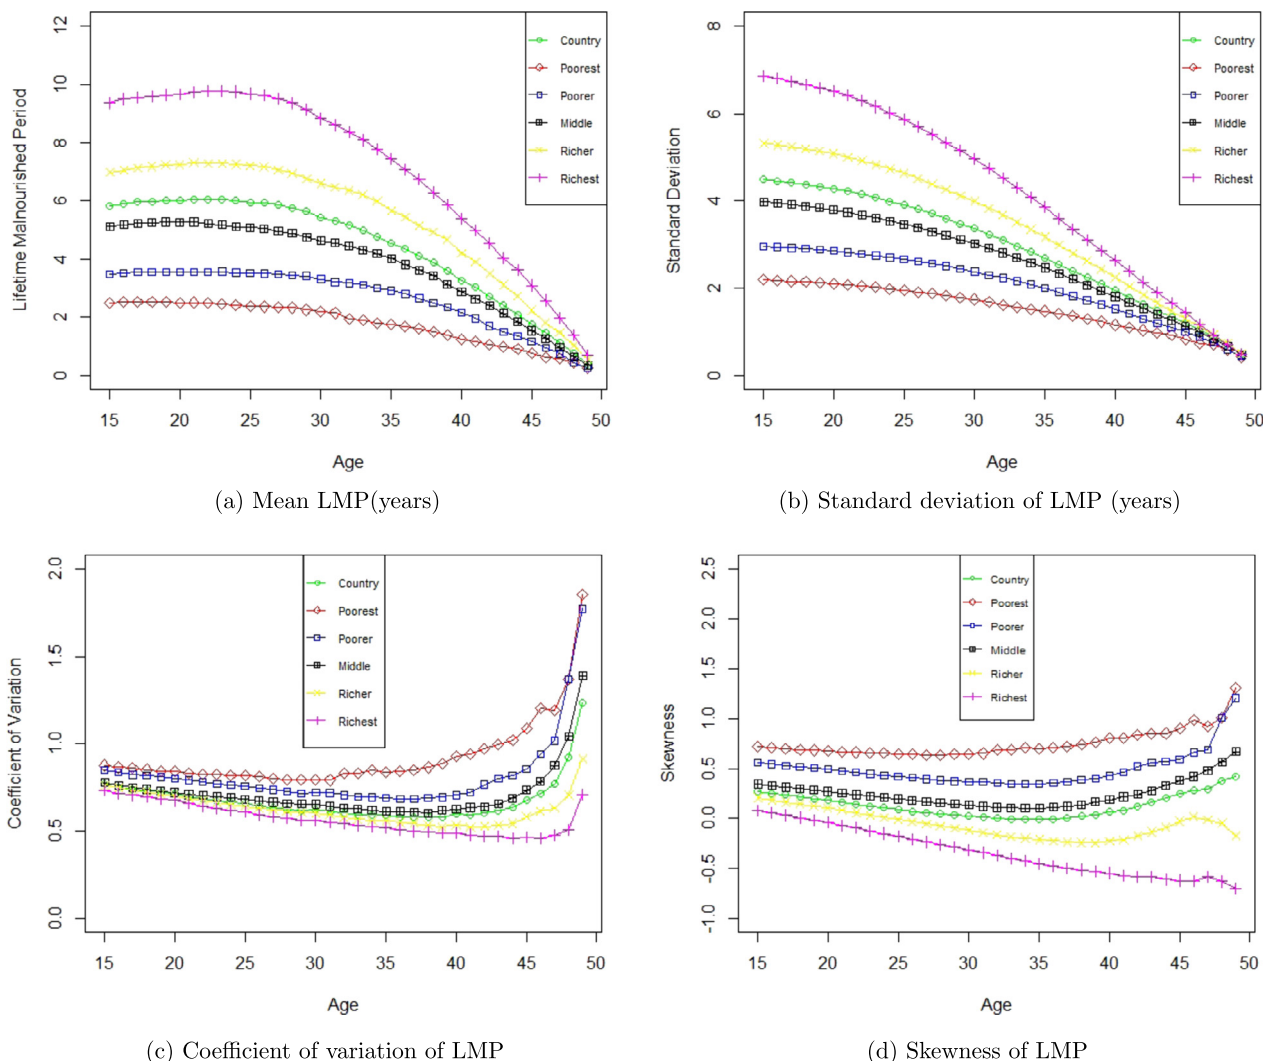 12
10
8
6
4
2
0
Lifetime Malnourished Period
Country
Poorest
Poorer
Middle
Richer
Richest
15 20 25 30 35 40 45 50
Age
(a) Mean LMP(years)
8
6
4
2
0
Standard Deviation
Country
Poorest
Poorer
Middle
Richer
Richest
15 20 25 30 35 40 45 50
Age
(b) Standard deviation of LMP (years)
2.0
1.5
1.0
0.5
0.0
Coefficient of Variation
Country
Poorest
Poorer
Middle
Richer
Richest
15 20 25 30 35 40 45 50
Age
(c) Coefficient of variation of LMP
2.5
2.0
1.5
1.0
0.5
0.0
-0.5
-1.0
Skewness
Country
Poorest
Poorer
Middle
Richer
Richest
15 20 25 30 35 40 45 50
Age
(d) Skewness of LMP